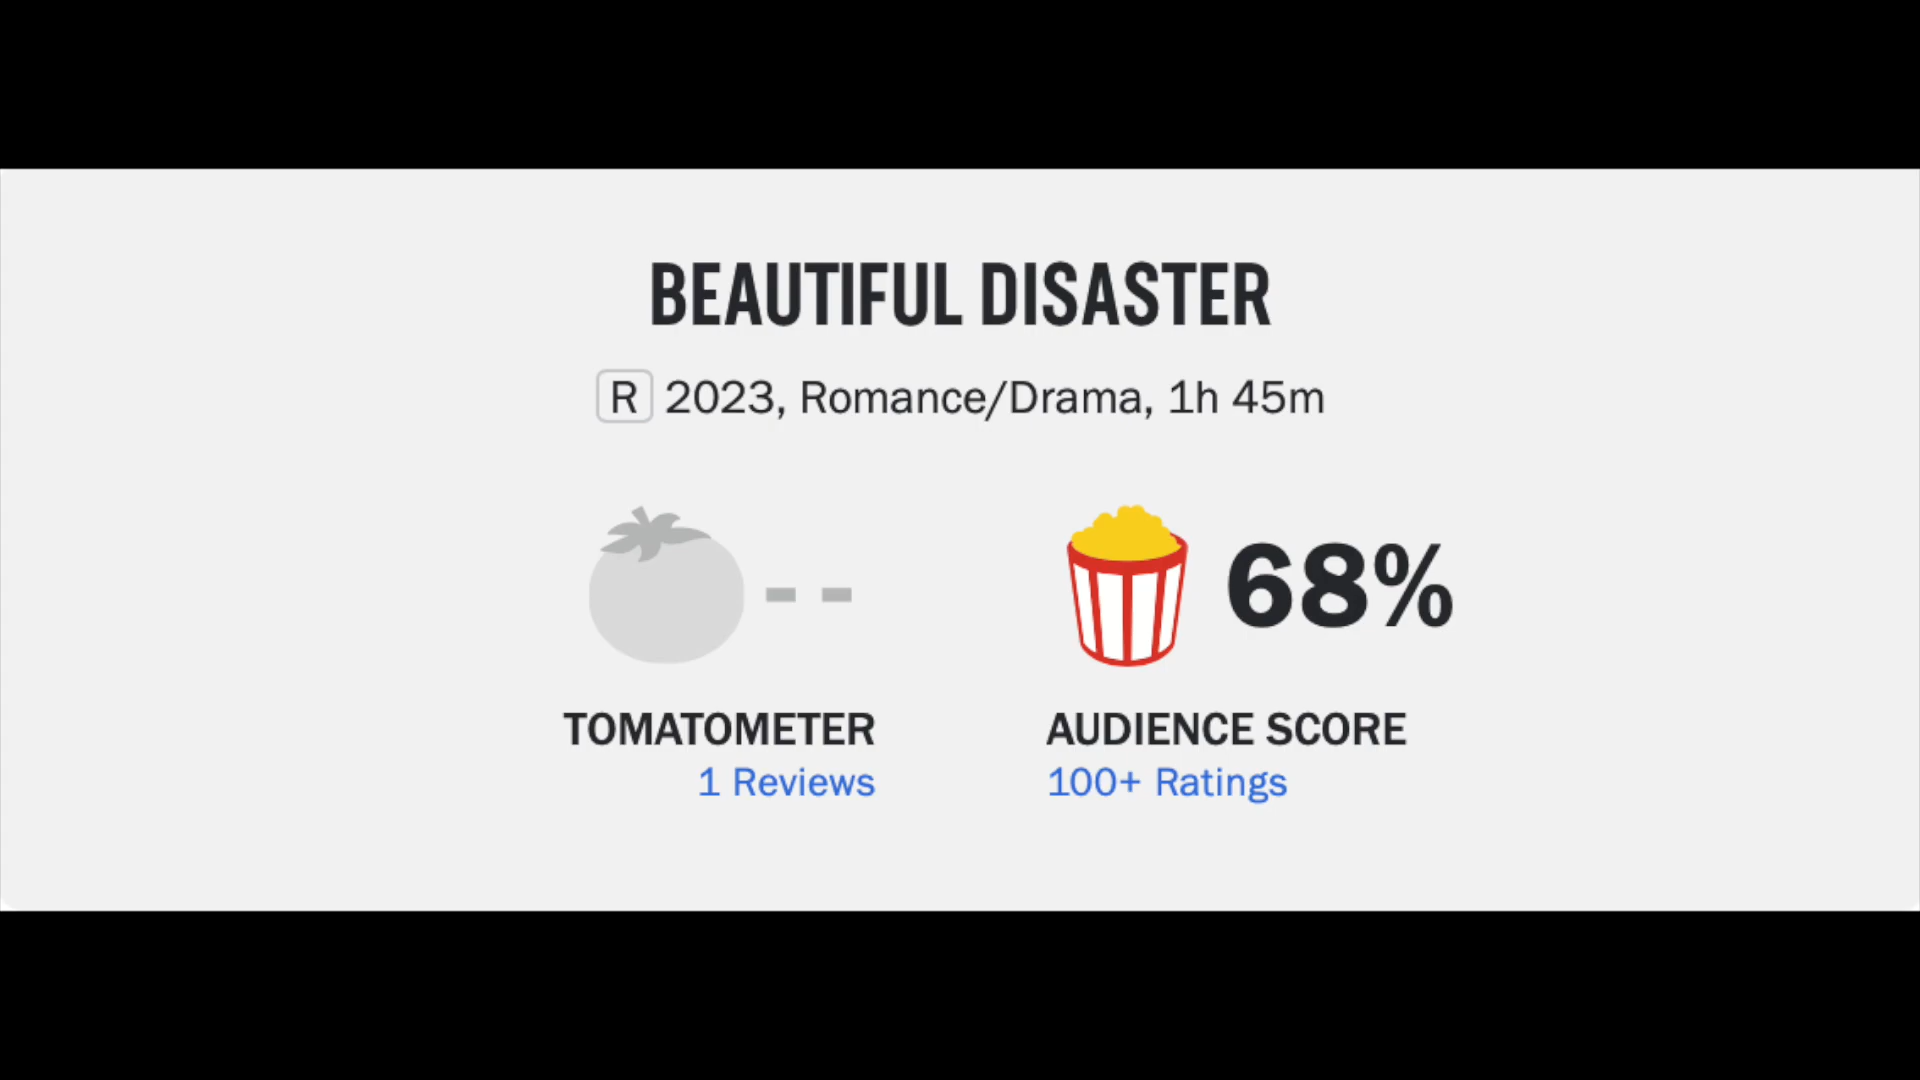 BEAUTIFUL DISASTER
R 2023, Romance/Drama, 1h 45m
- - 68%
TOMATOMETER AUDIENCE SCORE
1 Reviews 100+ Ratings